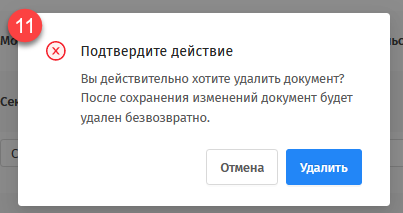 11
Подтвердите действие
Вы действительно хотите удалить документ?
После сохранения изменений документ будет
удален безвозвратно.
Отмена
Удалить